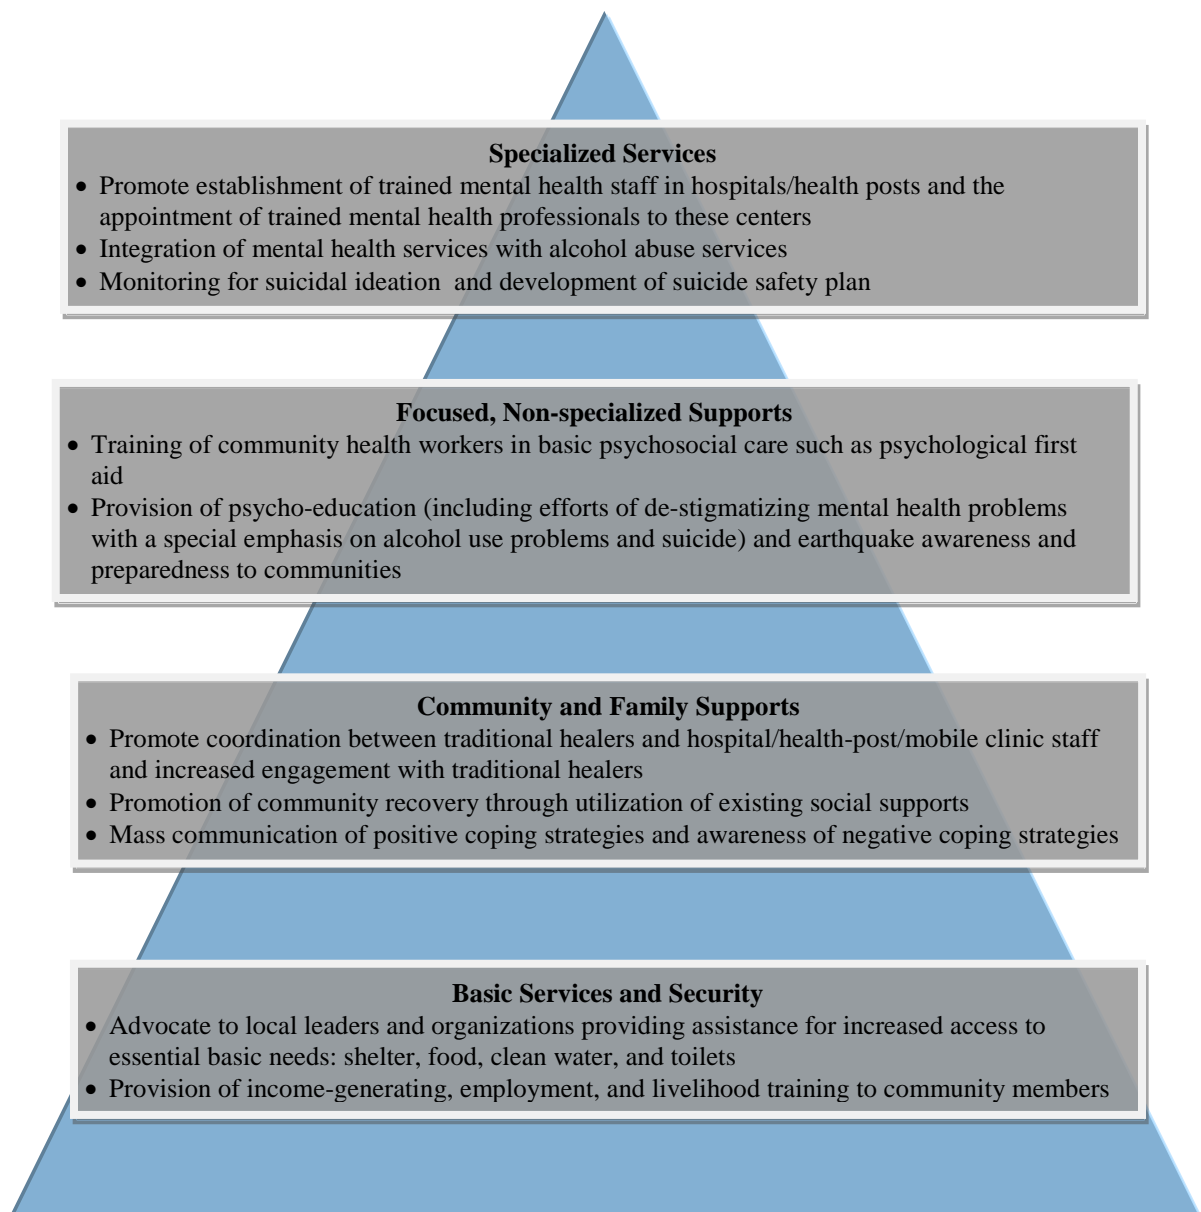 Specialized Services
• Promote establishment of trained mental health staff in hospitals/health posts and the
appointment of trained mental health professionals to these centers
• Integration of mental health services with alcohol abuse services
• Monitoring for suicidal ideation  and development of suicide safety plan
Focused, Non-specialized Supports
• Training of community health workers in basic psychosocial care such as psychological first
aid
• Provision of psycho-education (including efforts of de-stigmatizing mental health problems
with a special emphasis on alcohol use problems and suicide) and earthquake awareness and
preparedness to communities
Community and Family Supports
• Promote coordination between traditional healers and hospital/health-post/mobile clinic staff
and increased engagement with traditional healers
• Promotion of community recovery through utilization of existing social supports
• Mass communication of positive coping strategies and awareness of negative coping strategies
Basic Services and Security
• Advocate to local leaders and organizations providing assistance for increased access to
essential basic needs: shelter, food, clean water, and toilets
• Provision of income-generating, employment, and livelihood training to community members